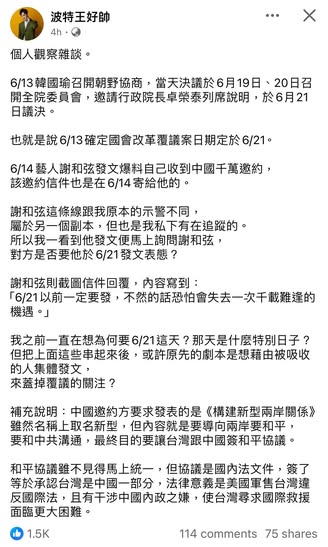 波特王好帥
4h
個人觀察雜談。
6/13韓國瑜召開朝野協商，當天決議於6月19日、20日召
開全院委員會，邀請行政院長卓榮泰列席說明，於6月21
日議決。
也就是說6/13確定國會改革覆議案日期定於6/21。
6/14藝人謝和弦發文爆料自己收到中國千萬邀約，
該邀約信件也是在6/14寄給他的。
謝和弦這條線跟我原本的示警不同，
屬於另一個副本，但也是我私下有在追蹤的。
所以我一看到他發文便馬上詢問謝和弦，
對方是否要他於6/21發文表態？
謝和弦則截圖信件回覆，內容寫到：
「6/21以前一定要發，不然的話恐怕會失去一次千載難逢的
機遇。」
我之前一直在想為何要6/21這天？那天是什麼特別日子？
但把上面這些串起來後，或許原先的劇本是想藉由被吸收
的人集體發文，
來蓋掉覆議的關注？
補充說明：中國邀約方要求發表的是《構建新型兩岸關係》
雖然名稱上取名新型，但內容就是要導向兩岸要和平，
要和中共溝通，最終目的要讓台灣跟中國簽和平協議。
和平協議雖不見得馬上統一，但協議是國內法文件，簽了
等於承認台灣是中國一部分，法律意義是美國軍售台灣違
反國際法，且有干涉中國內政之嫌，使台灣尋求國際救援
面臨更大困難。
1.5K
114 comments 75 shares